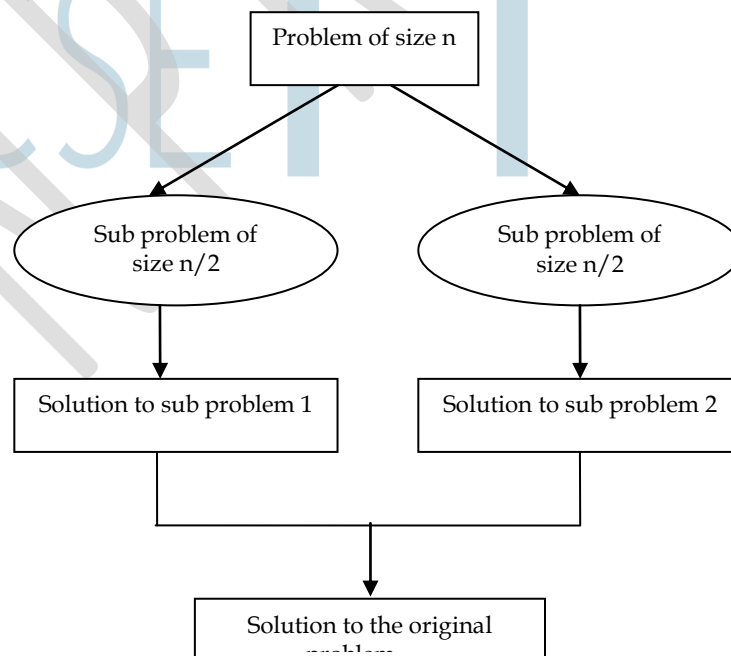 Problem of size n
Sub problem of
size n/2
Sub problem of
size n/2
Solution to sub problem 1
Solution to sub problem 2
Solution to the original
problem